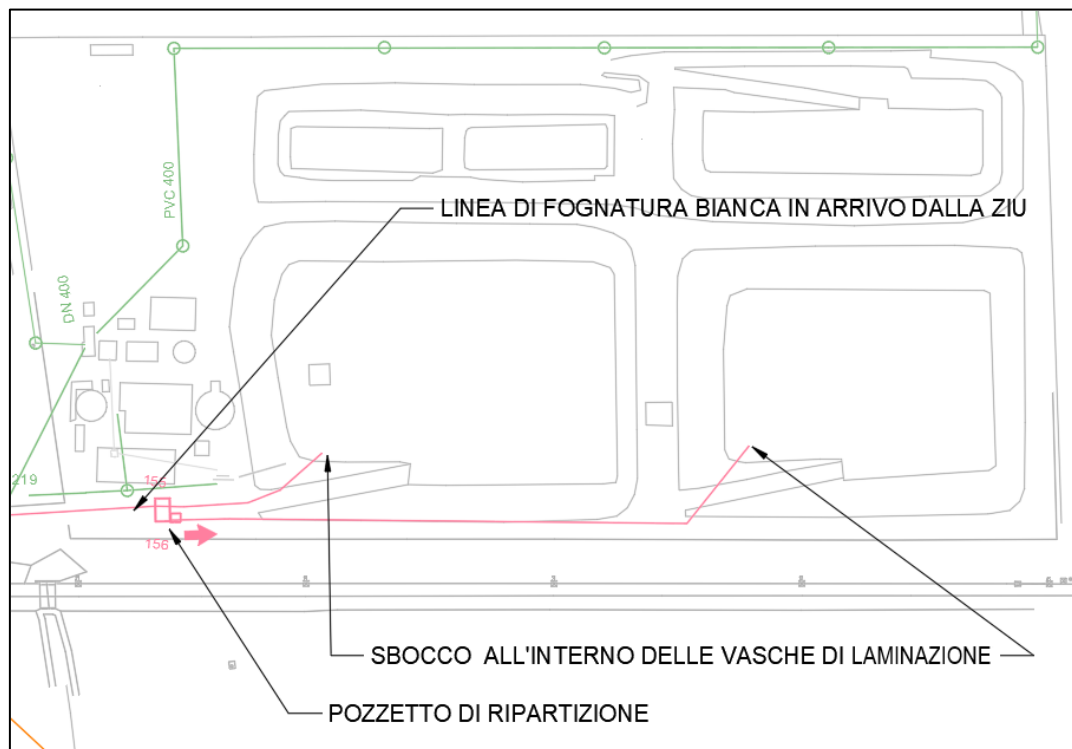 PVC 400
LINEA DI FOGNATURA BIANCA IN ARRIVO DALLA ZIU
DN 400
219
155
156
SBOCCO ALL'INTERNO DELLE VASCHE DI LAMINAZIONE
POZZETTO DI RIPARTIZIONE